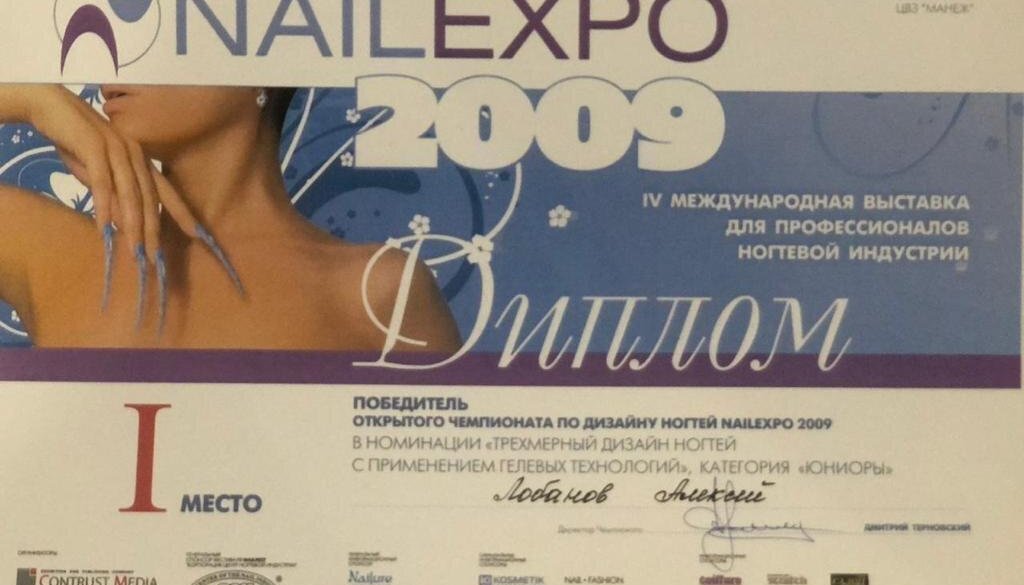 ЦВЗ "МАНЕЖ"
NAILEXPO
2009
IV МЕЖДУНАРОДНАЯ ВЫСТАВКА
ДЛЯ ПРОФЕССИОНАЛОВ
НОГТЕВОЙ ИНДУСТРИИ
Диплом
I МЕСТО
ПОБЕДИТЕЛЬ
ОТКРЫТОГО ЧЕМПИОНАТА ПО ДИЗАЙНУ НОГТЕЙ NAILEXPO 2009
В НОМИНАЦИИ «ТРЕХМЕРНЫЙ ДИЗАЙН НОГТЕЙ
С ПРИМЕНЕНИЕМ ГЕЛЕВЫХ ТЕХНОЛОГИЙ», КАТЕГОРИЯ «ЮНИОРЫ»
Лобанов Алексей
Директор Чемпионата
ДМИТРИЙ ТЕРНОВСКИЙ
CONTRUST MEDIA
Nailure
KOSMETIK
NAIL-FASHION